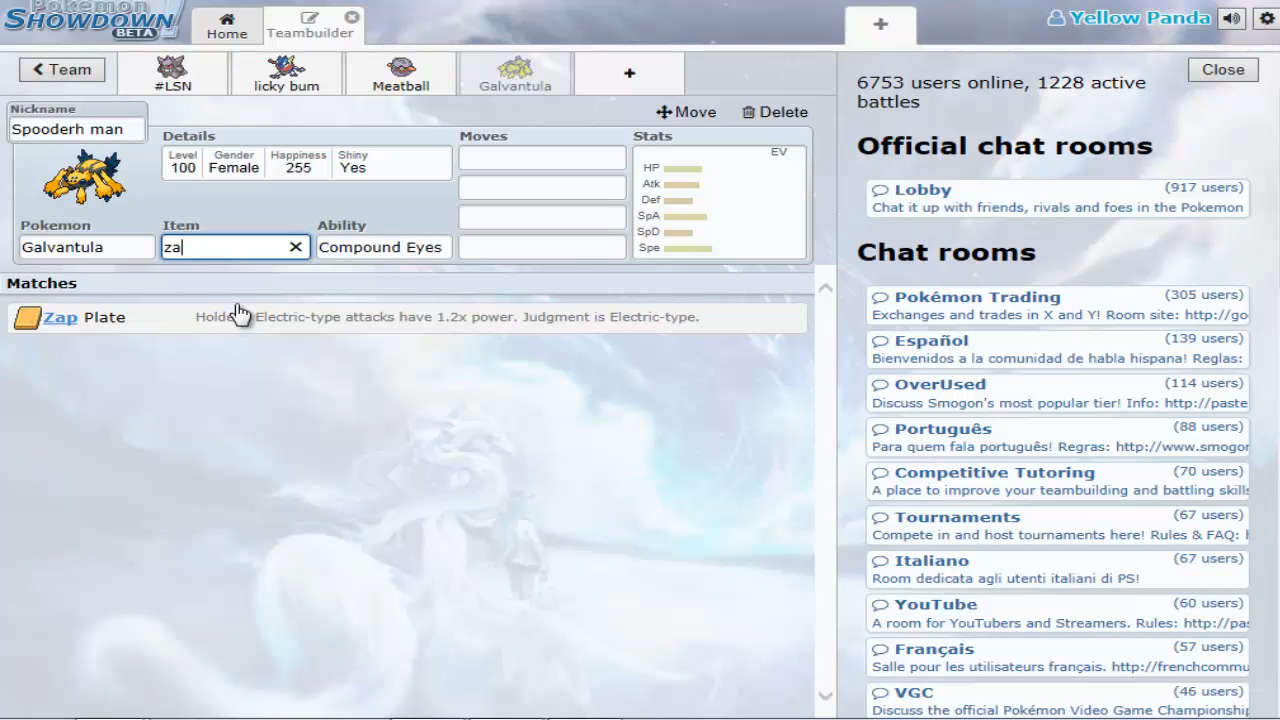 Pokémon
SHOWDOWN
BETA
Home
Teambuilder
Yellow Panda
Team
#LSN
licky bum
Meatball
Galvantula
Close
6753 users online, 1228 active
battles
Nickname
Spooderh man
Move
Delete
Details
Level
100
Gender
Female
Happiness
255
Shiny
Yes
Moves
Stats
EV
HP
Atk
Def
SpA
SpD
Spe
Pokemon
Galvantula
Item
za
Ability
Compound Eyes
Matches
Zap Plate
Electric-type attacks have 1.2x power. Judgment is Electric-type.
Official chat rooms
Lobby
(917 users)
Chat it up with friends, rivals and foes in the Pokemon
Chat rooms
Pokémon Trading
(305 users)
Exchanges and trades in X and Y! Room site: http://go
Español
(139 users)
Bienvenidos a la comunidad de habla hispana! Reglas:
OverUsed
(114 users)
Discuss Smogon's most popular tier! Info: http://paste
Português
(88 users)
Para quem fala português! Regras: http://www.smogor
Competitive Tutoring
(70 users)
A place to improve your teambuilding and battling skills
Tournaments
(67 users)
Compete in and host tournaments here! Rules & FAQ:
Italiano
(67 users)
Room dedicata agli utenti italiani di PS!
YouTube
(60 users)
A room for YouTubers and Streamers. Rules: http://pas
Français
(57 users)
Salle pour les utilisateurs français. http://frenchcommu
VGC
(46 users)
Discuss the official Pokémon Video Game Championship